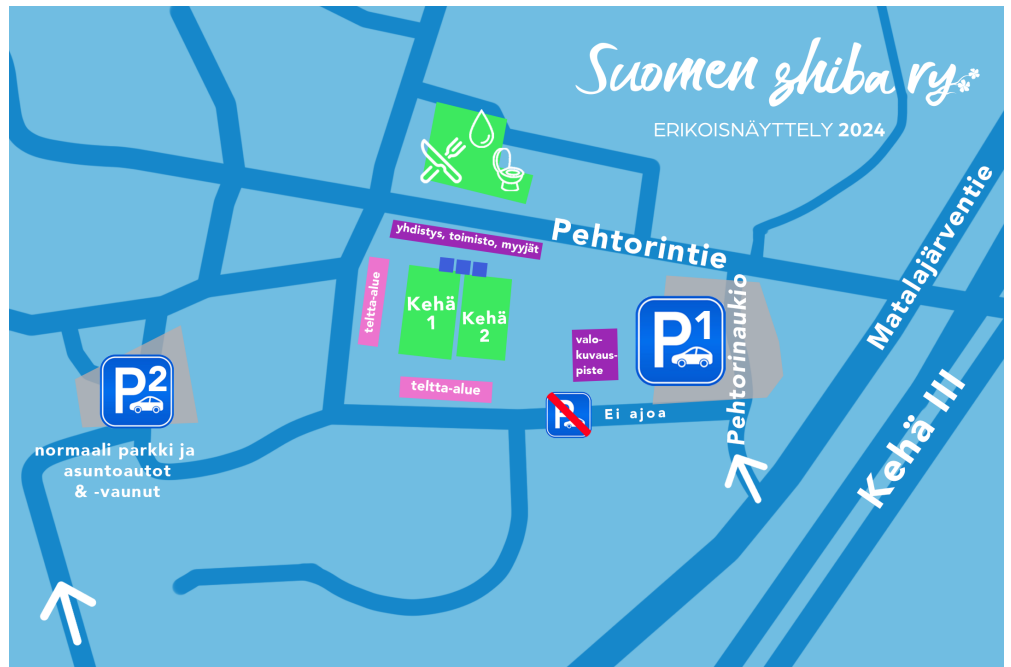 Suomen shiba ry
ERIKOISNÄYTTELY 2024
Pehtorintie
yhdistys, toimisto, myyjät
teltta-alue
Kehä
1
Kehä
2
teltta-alue
valo-
kuvaus-
piste
P1
Pehtorinaukio
Matalajärventie
Kehä III
P
Ei ajoa
P2
normaali parkki ja
asuntoautot
& -vaunut